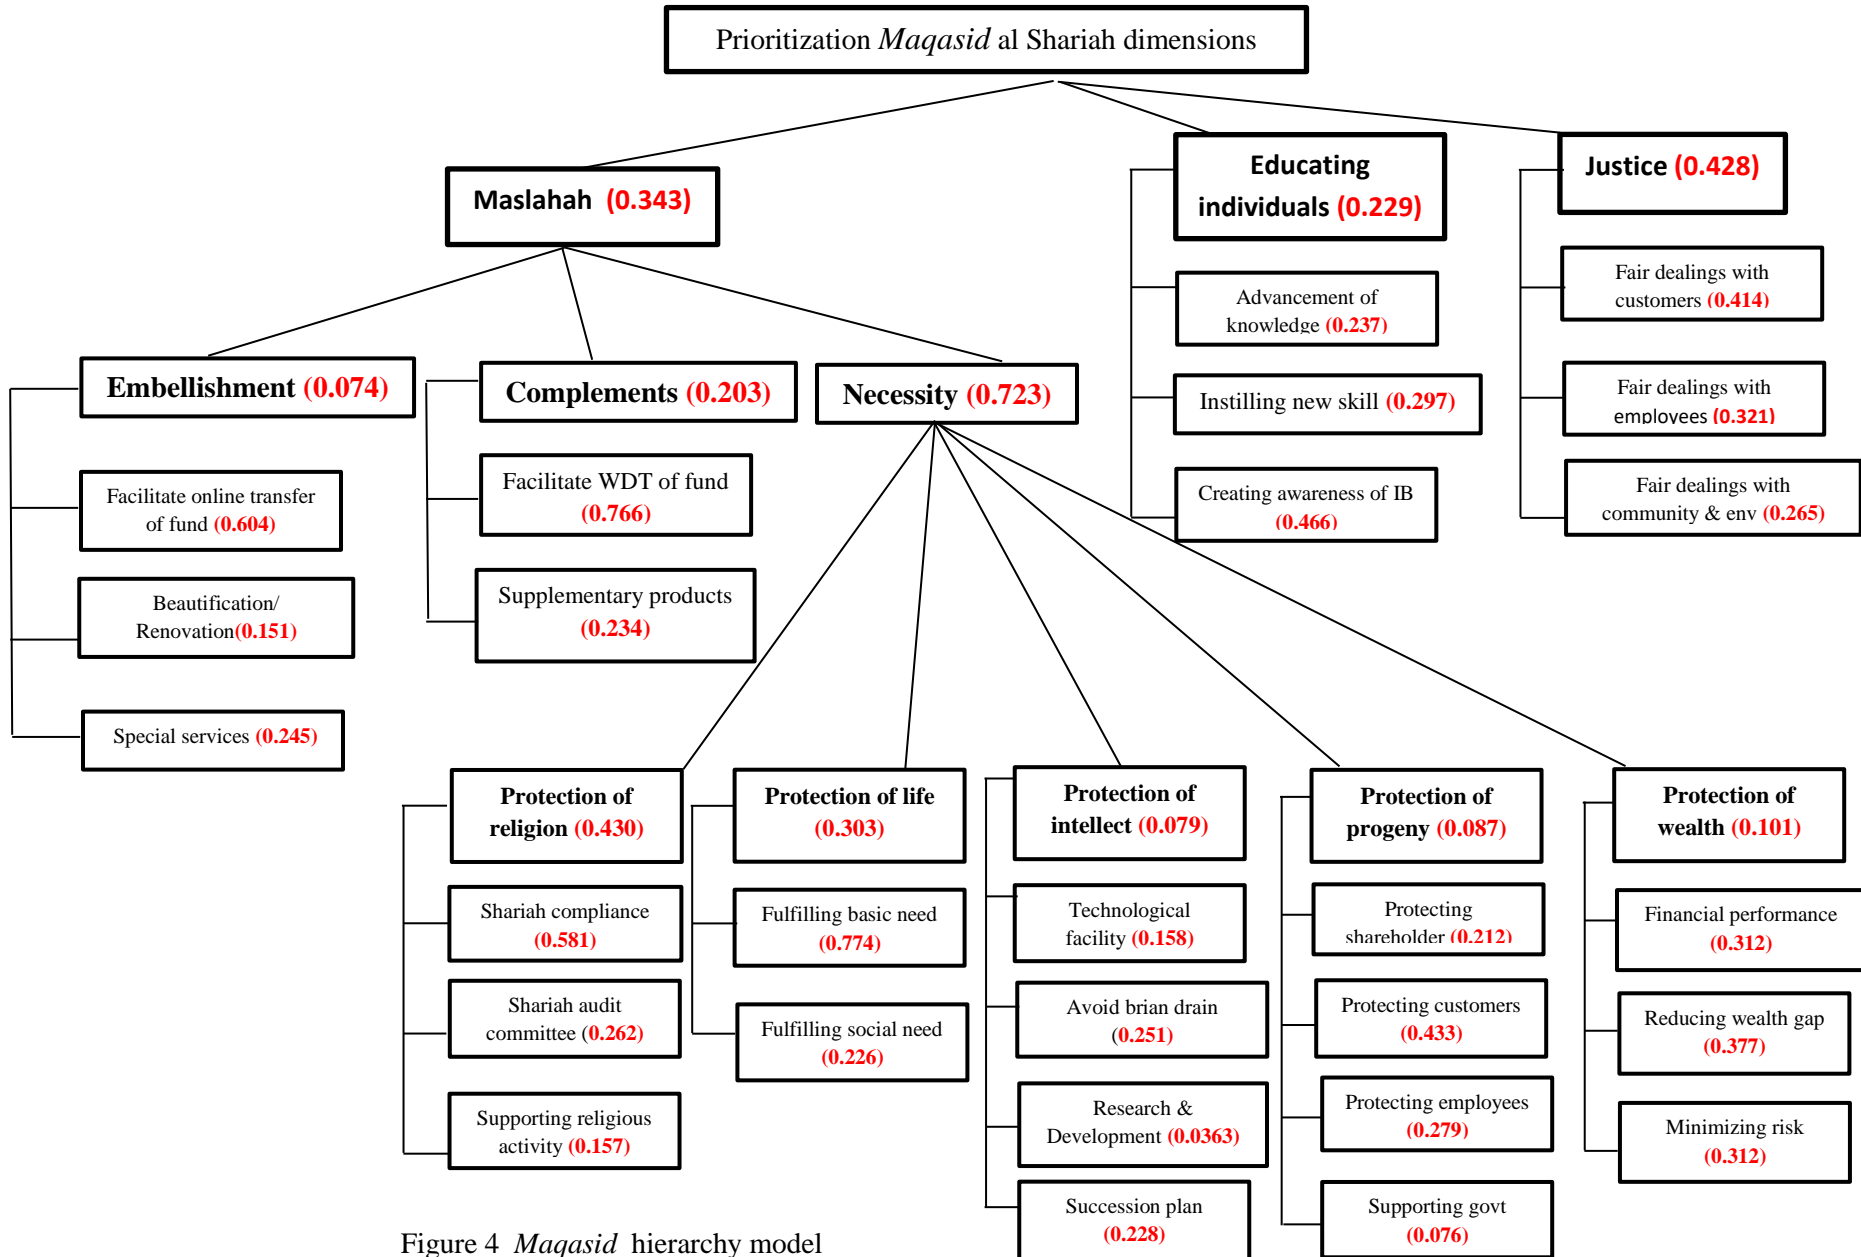 Prioritization Maqasid al Shariah dimensions
Maslahah (0.343)
Educating
individuals (0.229)
Justice (0.428)
Advancement of
knowledge (0.237)
Instilling new skill (0.297)
Creating awareness of IB
(0.466)
Fair dealings with
customers (0.414)
Fair dealings with
employees (0.321)
Fair dealings with
community & env (0.265)
Embellishment (0.074)
Complements (0.203)
Necessity (0.723)
Facilitate online transfer
of fund (0.604)
Beautification/
Renovation(0.151)
Special services (0.245)
Facilitate WDT of fund
(0.766)
Supplementary products
(0.234)
Protection of
religion (0.430)
Shariah compliance
(0.581)
Shariah audit
committee (0.262)
Supporting religious
activity (0.157)
Protection of life
(0.303)
Fulfilling basic need
(0.774)
Fulfilling social need
(0.226)
Protection of
intellect (0.079)
Technological
facility (0.158)
Avoid brian drain
(0.251)
Research &
Development (0.0363)
Succession plan
(0.228)
Protection of
progeny (0.087)
Protecting
shareholder (0.212)
Protecting customers
(0.433)
Protecting employees
(0.279)
Supporting govt
(0.076)
Protection of
wealth (0.101)
Financial performance
(0.312)
Reducing wealth gap
(0.377)
Minimizing risk
(0.312)
Figure 4 Maqasid hierarchy model